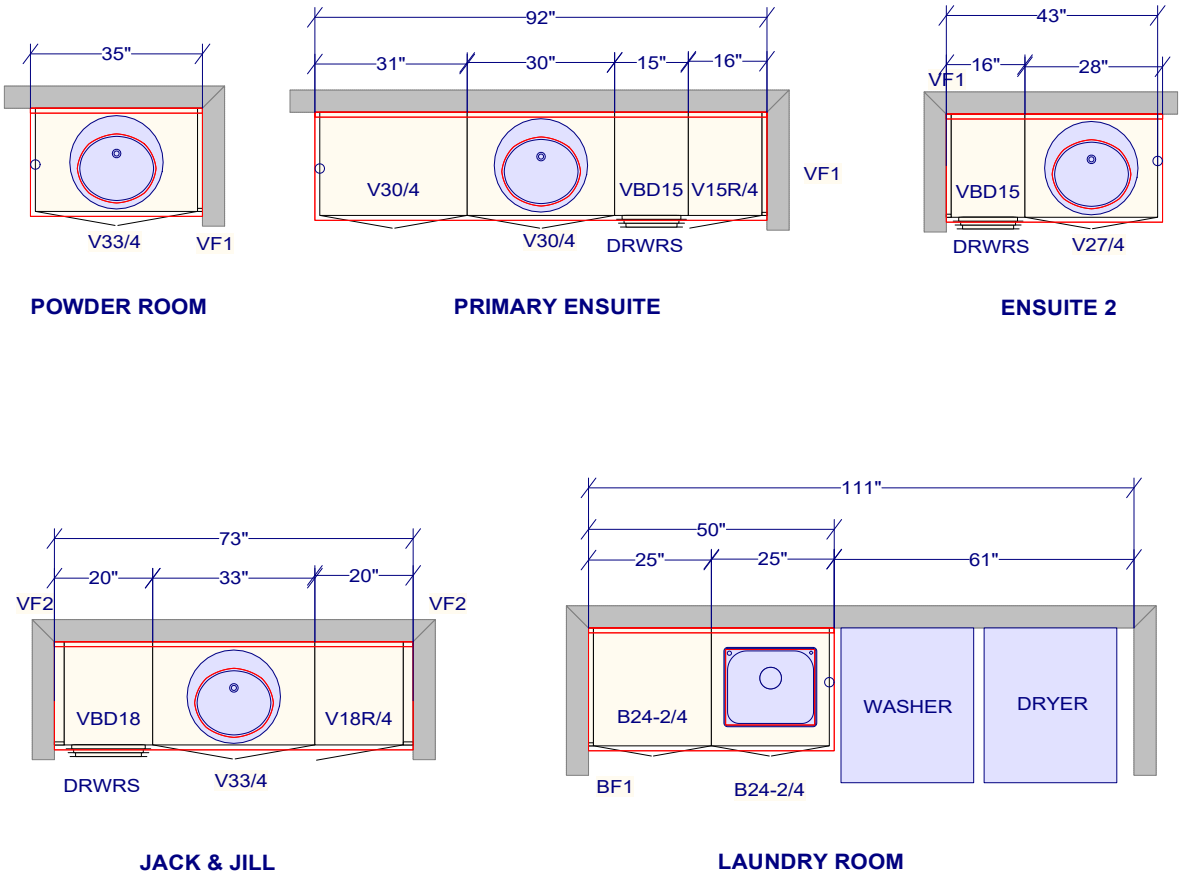 35"
VF1
V33/4
POWDER ROOM
92"
31"
30"
15"
16"
V30/4
VBD15
V15R/4
VF1
V30/4
DRWRS
PRIMARY ENSUITE
43"
16"
28"
VF1
VBD15
DRWRS
V27/4
ENSUITE 2
73"
20"
33"
20"
VF2
VF2
VBD18
V18R/4
DRWRS
V33/4
JACK & JILL
111"
50"
25"
25"
61"
B24-2/4
WASHER
DRYER
BF1
B24-2/4
LAUNDRY ROOM